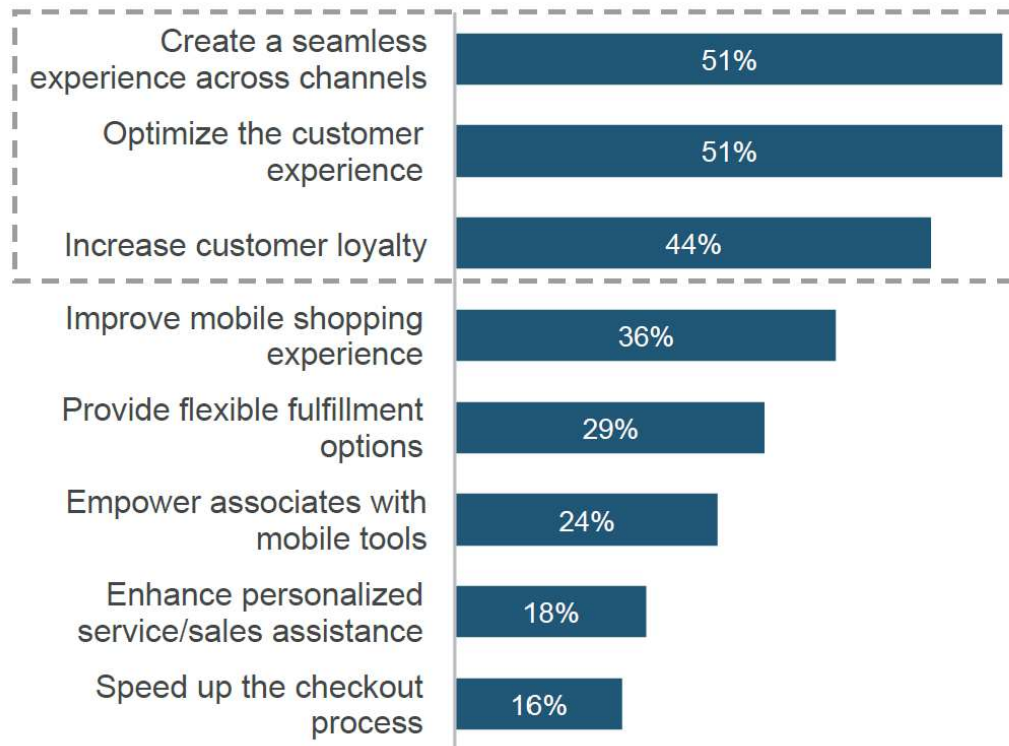 Create a seamless
experience across channels
51%
Optimize the customer
experience
51%
Increase customer loyalty
44%
Improve mobile shopping
experience
36%
Provide flexible fulfillment
options
29%
Empower associates with
mobile tools
24%
Enhance personalized
service/sales assistance
18%
Speed up the checkout
process
16%